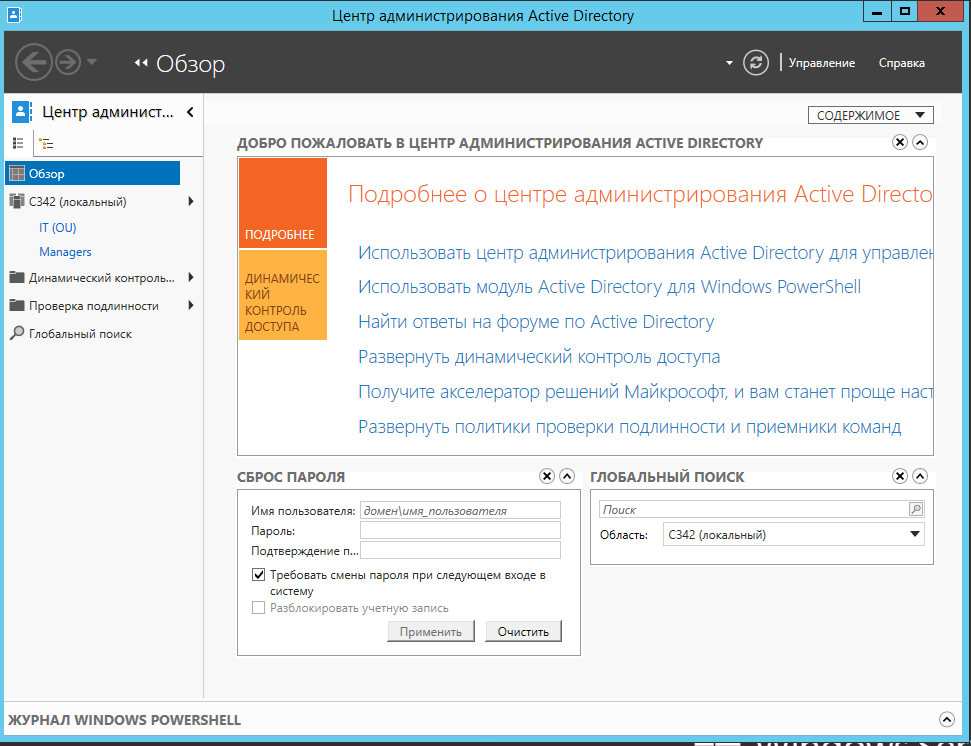 Центр администрирования Active Directory
Обзор
Управление
Справка
Центр админист...
СОДЕРЖИМОЕ
Обзор
C342 (локальный)
IT (OU)
Managers
Динамический контроль...
Проверка подлинности
Глобальный поиск
ДОБРО ПОЖАЛОВАТЬ В ЦЕНТР АДМИНИСТРИРОВАНИЯ ACTIVE DIRECTORY
ПОДРОБНЕЕ
ДИНАМИЧЕС
КИЙ
КОНТРОЛЬ
ДОСТУПА
Подробнее о центре администрирования Active Directo
Использовать центр администрирования Active Directory для управлен
Использовать модуль Active Directory для Windows PowerShell
Найти ответы на форуме по Active Directory
Развернуть динамический контроль доступа
Получите акселератор решений Майкрософт, и вам станет проще наст
Развернуть политики проверки подлинности и приемники команд
СБРОС ПАРОЛЯ
Имя пользователя: домен\имя_пользователя
Пароль:
Подтверждение п...
Требовать смены пароля при следующем входе в
систему
Разблокировать учетную запись
Применить
Очистить
ГЛОБАЛЬНЫЙ ПОИСК
Поиск
Область: C342 (локальный)
ЖУРНАЛ WINDOWS POWERSHELL